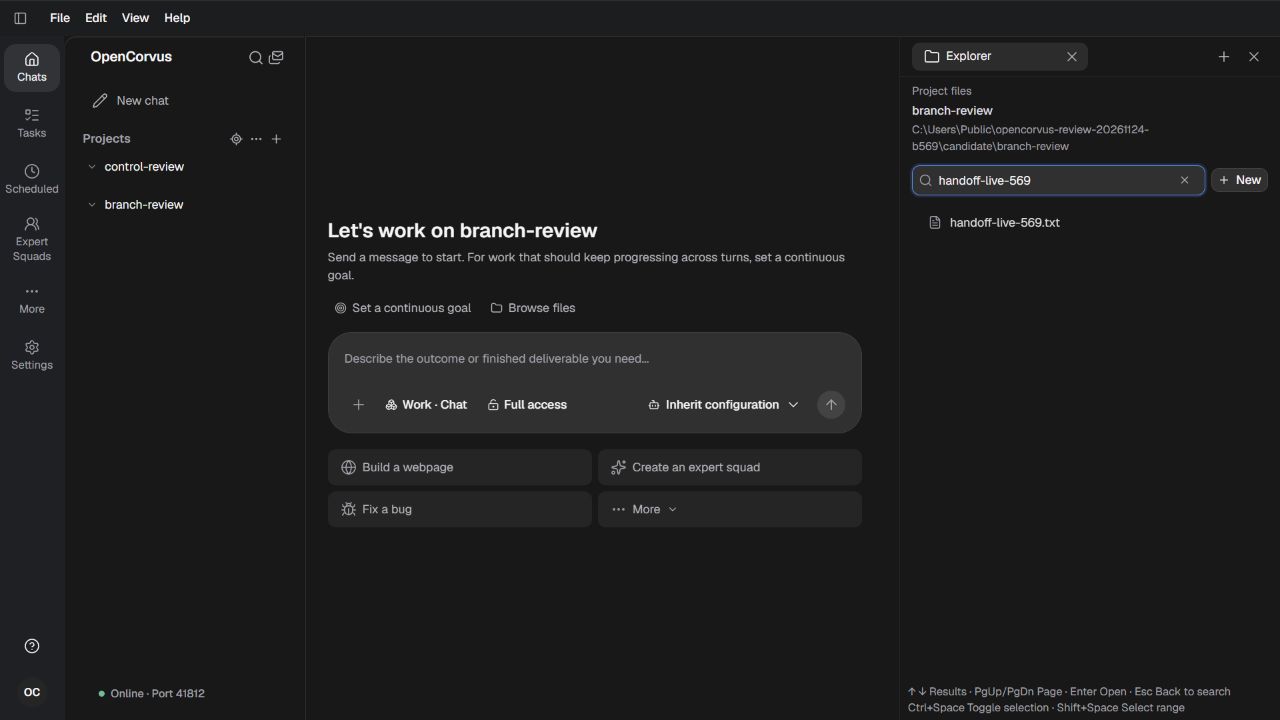 File Edit View Help
Chats
Tasks
Scheduled
Expert
Squads
More
Settings
OC
OpenCorvus
New chat
Projects
control-review
branch-review
Online · Port 41812
Let's work on branch-review
Send a message to start. For work that should keep progressing across turns, set a continuous
goal.
Set a continuous goal Browse files
Describe the outcome or finished deliverable you need...
Work · Chat Full access Inherit configuration
Build a webpage Create an expert squad
Fix a bug More
Explorer
Project files
branch-review
C:\Users\Public\opencorvus-review-20261124-
b569\candidate\branch-review
handoff-live-569 New
handoff-live-569.txt
↑↓ Results · PgUp/PgDn Page · Enter Open · Esc Back to search
Ctrl+Space Toggle selection · Shift+Space Select range